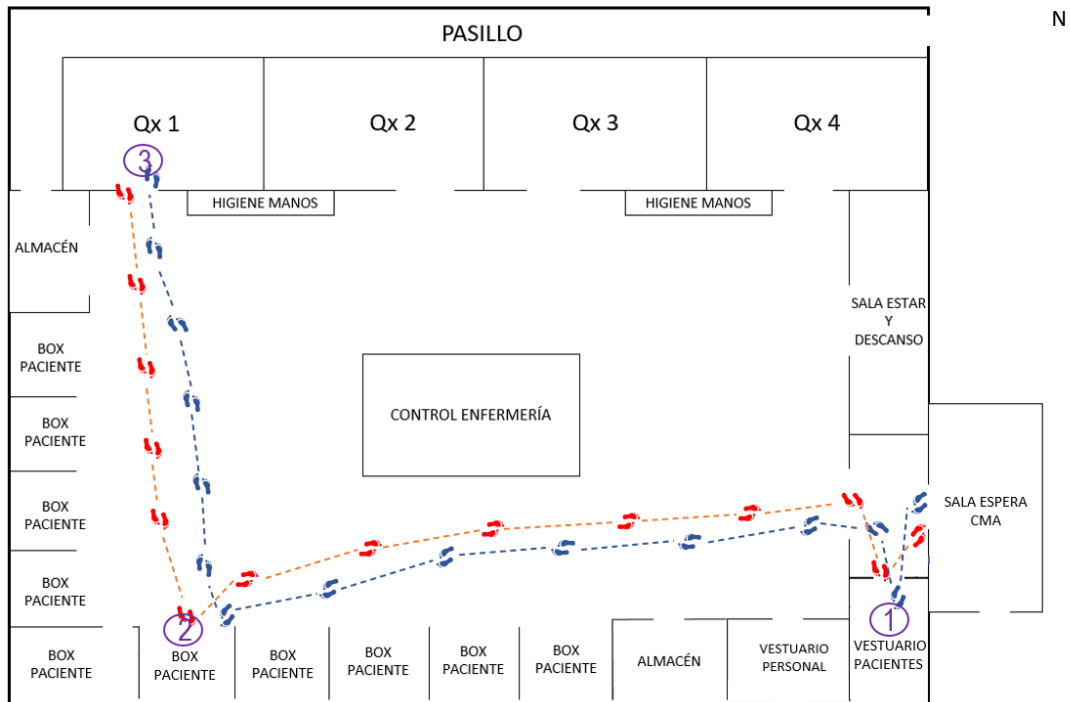 N
PASILLO
Qx 1
Qx 2
Qx 3
Qx 4
3
HIGIENE MANOS
HIGIENE MANOS
ALMACÉN
SALA ESTAR
Y
DESCANSO
BOX
PACIENTE
BOX
PACIENTE
CONTROL ENFERMERÍA
BOX
PACIENTE
SALA ESPERA
CMA
BOX
PACIENTE
2
1
BOX
PACIENTE
BOX
PACIENTE
BOX
PACIENTE
BOX
PACIENTE
BOX
PACIENTE
BOX
PACIENTE
ALMACÉN
VESTUARIO
PERSONAL
VESTUARIO
PACIENTES